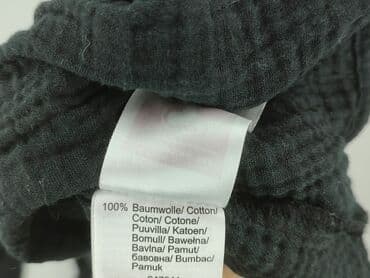 100% Baumwolle/ Cotton/
Coton/ Cotone/
Puuvilla/ Katoen/
Bomull/ Bawełna/
Bavlna/ Pamut/
бавовна/ Bumbac/
Pamuk